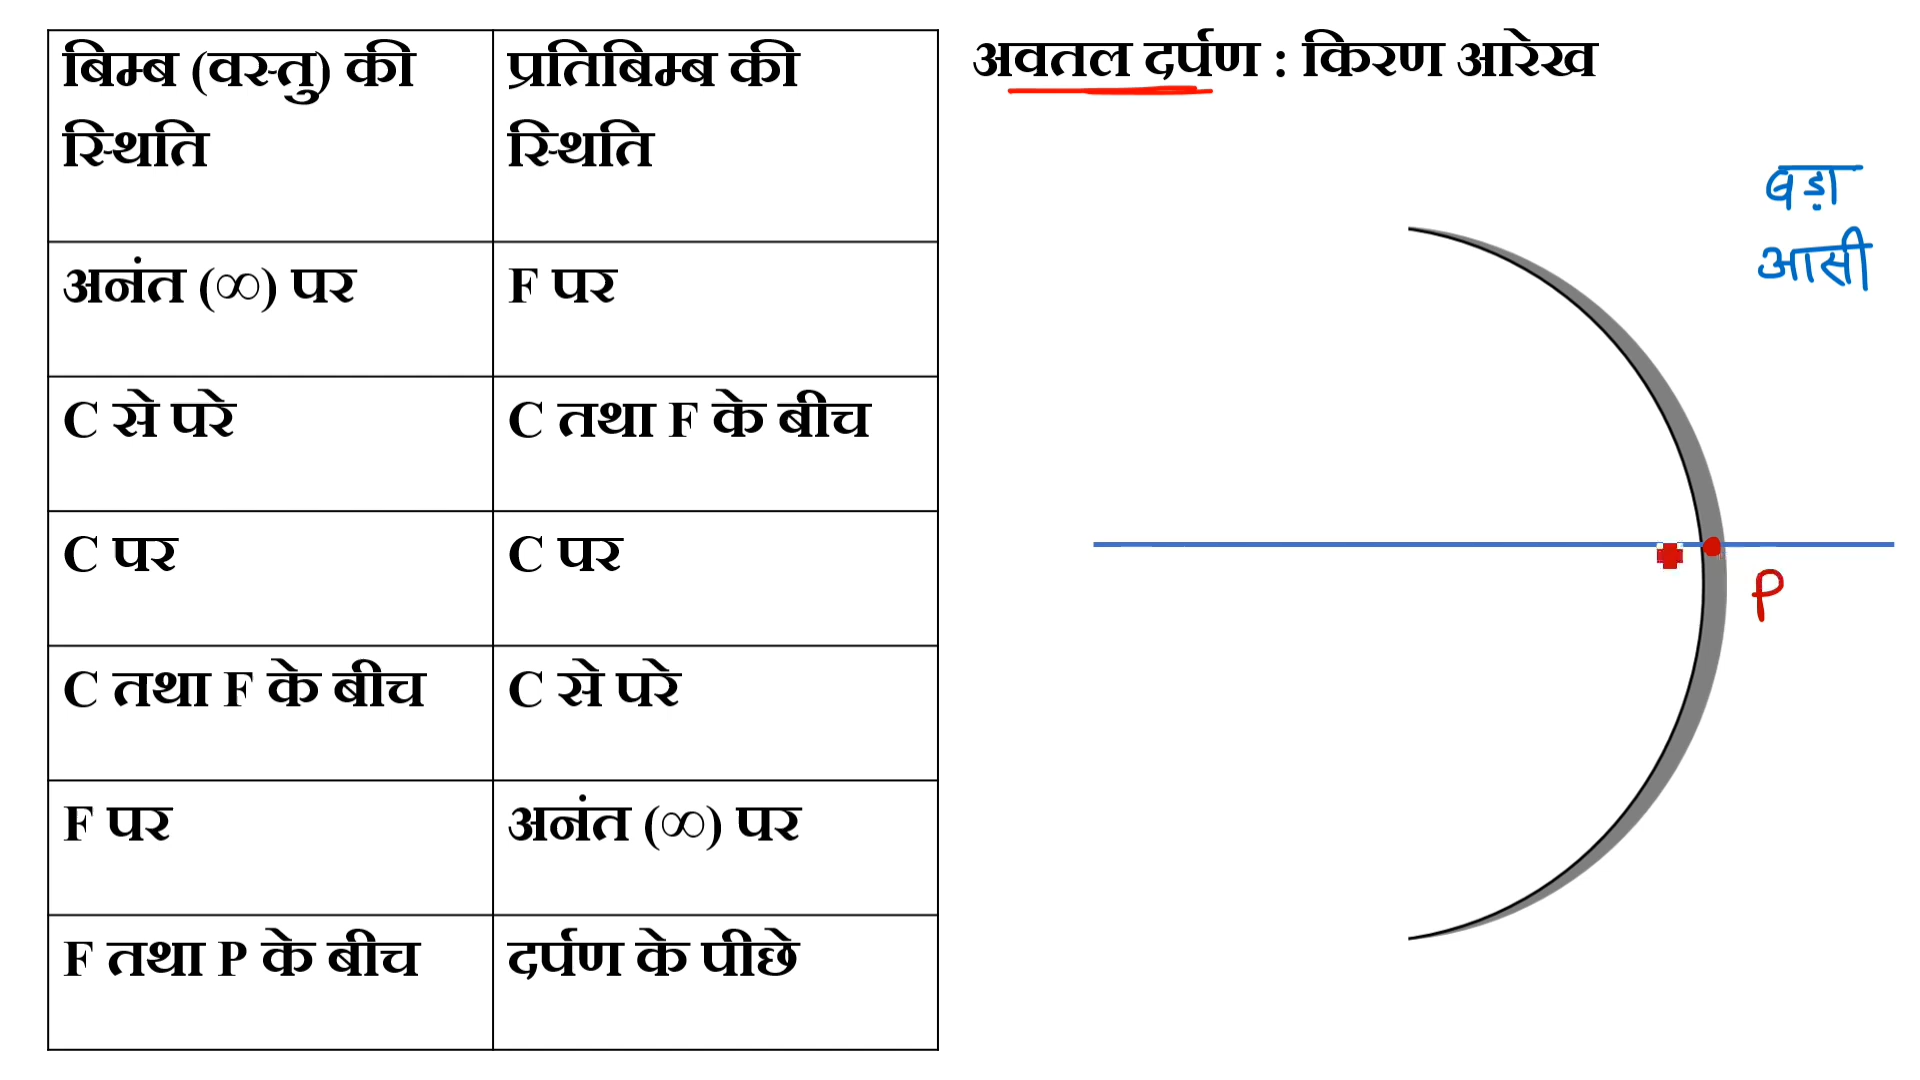 बिम्ब (वस्तु) की
स्थिति
प्रतिबिम्ब की
स्थिति
अनंत (∞) पर
F पर
C से परे
C तथा F के बीच
C पर
C पर
C तथा F के बीच
C से परे
F पर
अनंत (∞) पर
F तथा P के बीच
दर्पण के पीछे
अवतल दर्पण : किरण आरेख
बड़ा
आसी
P